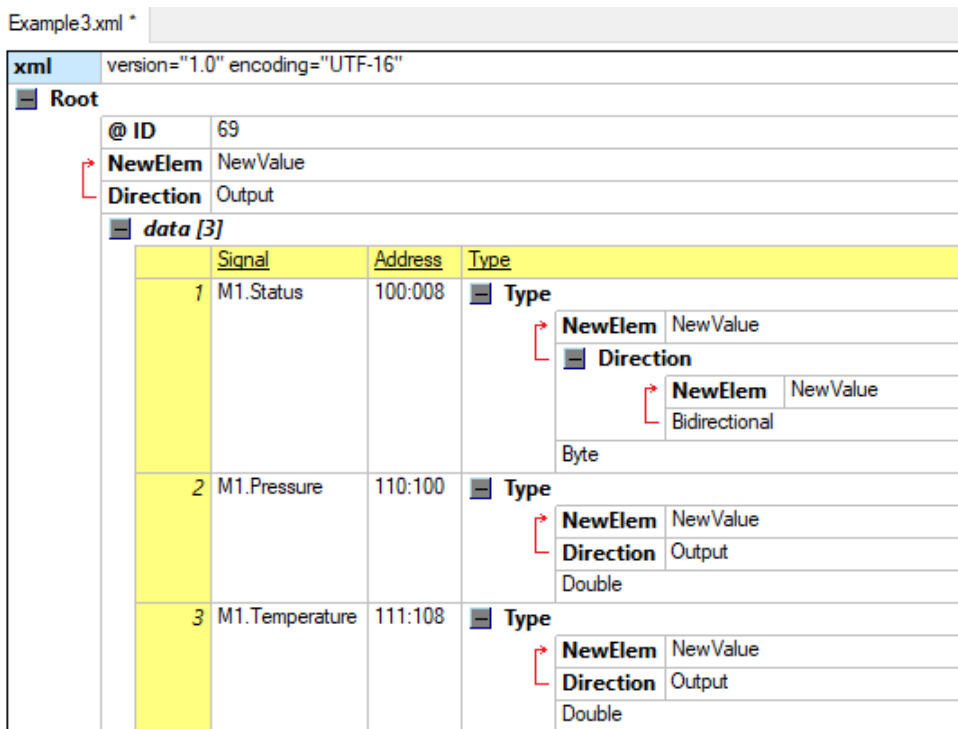 Example3.xml *
xml version="1.0" encoding="UTF-16"
Root
@ ID 69
NewElem NewValue
Direction Output
data [3]
Signal Address Type
1 M1.Status 100:008 Type
NewElem NewValue
Direction
NewElem NewValue
Bidirectional
Byte
2 M1.Pressure 110:100 Type
NewElem NewValue
Direction Output
Double
3 M1.Temperature 111:108 Type
NewElem NewValue
Direction Output
Double